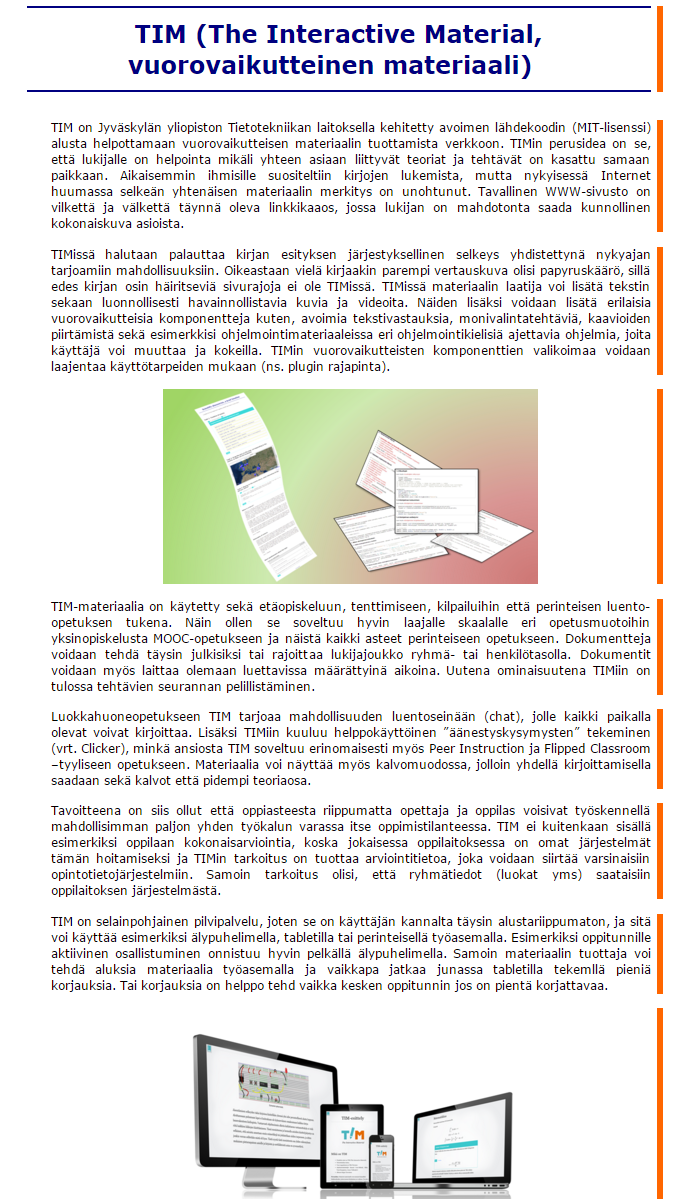 TIM (The Interactive Material,
vuorovaikutteinen materiaali)
TIM on Jyväskylän yliopiston Tietotekniikan laitoksella kehitetty avoimen lähdekoodin (MIT-lisenssi)
alusta helpottamaan vuorovaikutteisen materiaalin tuottamista verkkoon. TIMin perusidea on se,
että lukijalle on helpointa mikäli yhteen asiaan liittyvät teoriat ja tehtävät on kasattu samaan
paikkaan. Aikaisemmin ihmisille suositeltiin kirjojen lukemista, mutta nykyisessä Internet
huumassa selkeän yhtenäisen materiaalin merkitys on unohtunut. Tavallinen WWW-sivusto on
vilkettä ja välkettä täynnä oleva linkkikaaos, jossa lukijan on mahdotonta saada kunnollinen
kokonaiskuva asioista.
TIMissä halutaan palauttaa kirjan esityksen järjestyksellinen selkeys yhdistettynä nykyajan
tarjoamiin mahdollisuuksiin. Oikeastaan vielä kirjaakin parempi vertauskuva olisi papyruskäärö, sillä
edes kirjan osin häiritseviä sivurajoja ei ole TIMissä. TIMissä materiaalin laatija voi lisätä tekstin
sekaan luonnollisesti havainnollistavia kuvia ja videoita. Näiden lisäksi voidaan lisätä erilaisia
vuorovaikutteisia komponentteja kuten, avoimia tekstivastauksia, monivalintatehtäviä, kaavioiden
piirtämistä sekä esimerkkisi ohjelmointimateriaaleissa eri ohjelmointikielisiä ajettavia ohjelmia, joita
käyttäjä voi muuttaa ja kokeilla. TIMin vuorovaikutteisten komponenttien valikoimaa voidaan
laajentaa käyttötarpeiden mukaan (ns. plugin rajapinta).
TIM-materiaalia on käytetty sekä etäopiskeluun, tenttimiseen, kilpailuihin että perinteisen luento-
opetuksen tukena. Näin ollen se soveltuu hyvin laajalle skaalalle eri opetusmuotoihin
yksinopiskelusta MOOC-opetukseen ja näistä kaikki asteet perinteiseen opetukseen. Dokumentteja
voidaan tehdä täysin julkisiksi tai rajoittaa lukijajoukko ryhmä- tai henkilötasolla. Dokumentit
voidaan myös laittaa olemaan luettavissa määrättyinä aikoina. Uutena ominaisuutena TIMiin on
tulossa tehtävien seurannan pelillistäminen.
Luokkahuoneopetukseen TIM tarjoaa mahdollisuuden luentoseinään (chat), jolle kaikki paikalla
olevat voivat kirjoittaa. Lisäksi TIMiin kuuluu helppokäyttöinen ”äänestyskysymysten” tekeminen
(vrt. Clicker), minkä ansiosta TIM soveltuu erinomaisesti myös Peer Instruction ja Flipped Classroom
–tyyliseen opetukseen. Materiaalia voi näyttää myös kalvomuodossa, jolloin yhdellä kirjoittamisella
saadaan sekä kalvot että pidempi teoriaosa.
Tavoitteena on siis ollut että oppiasteesta riippumatta opettaja ja oppilas voisivat työskennellä
mahdollisimman paljon yhden työkalun varassa itse oppimistilanteessa. TIM ei kuitenkaan sisällä
esimerkiksi oppilaan kokonaisarviointia, koska jokaisessa oppilaitoksessa on omat järjestelmät
tämän hoitamiseksi ja TIMin tarkoitus on tuottaa arviointitietoa, joka voidaan siirtää varsinaisiin
opintotietojärjestelmiin. Samoin tarkoitus olisi, että ryhmätiedot (luokat yms) saataisiin
oppilaitoksen järjestelmästä.
TIM on selainpohjainen pilvipalvelu, joten se on käyttäjän kannalta täysin alustariippumaton, ja sitä
voi käyttää esimerkiksi älypuhelimella, tabletilla tai perinteisellä työasemalla. Esimerkiksi oppitunnille
aktiivinen osallistuminen onnistuu hyvin pelkällä älypuhelimella. Samoin materiaalin tuottaja voi
tehdä aluksia materiaalia työasemalla ja vaikkapa jatkaa junassa tabletilla tekemllä pieniä
korjauksia. Tai korjauksia on helppo tehd vaikka kesken oppitunnin jos on pientä korjattavaa.
TIM-esittely
TIM
TIM